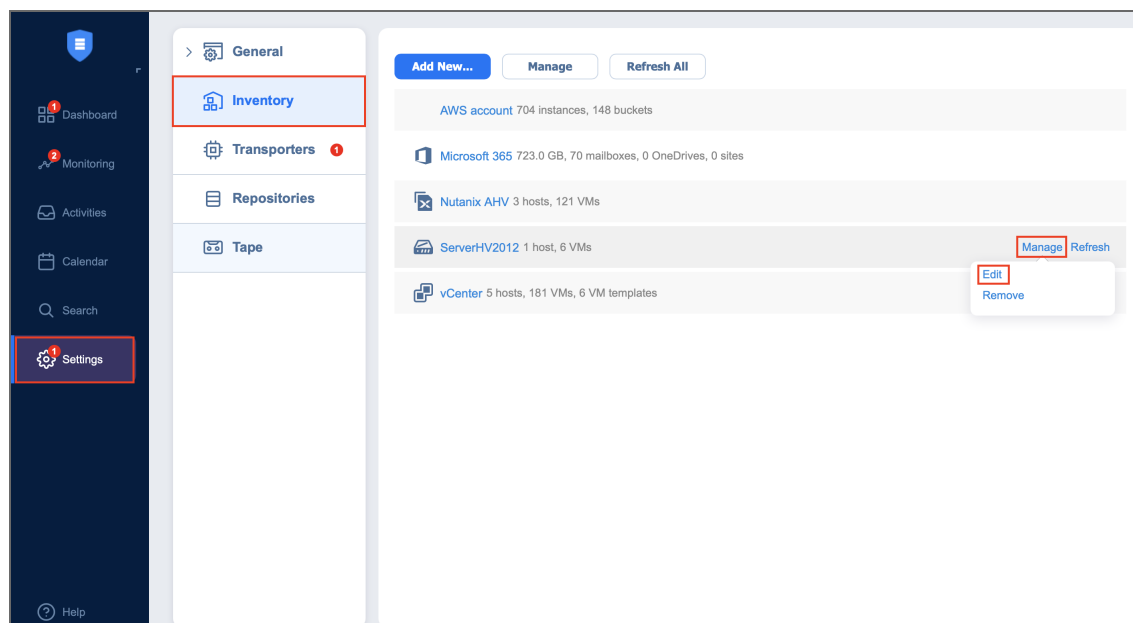 1
Dashboard
2
Monitoring
Activities
Calendar
Search
1
Settings
Help
General
Inventory
Transporters 1
Repositories
Tape
Add New... Manage Refresh All
AWS account 704 instances, 148 buckets
Microsoft 365 723.0 GB, 70 mailboxes, 0 OneDrives, 0 sites
Nutanix AHV 3 hosts, 121 VMs
ServerHV2012 1 host, 6 VMs Manage Refresh
Edit
Remove
vCenter 5 hosts, 181 VMs, 6 VM templates